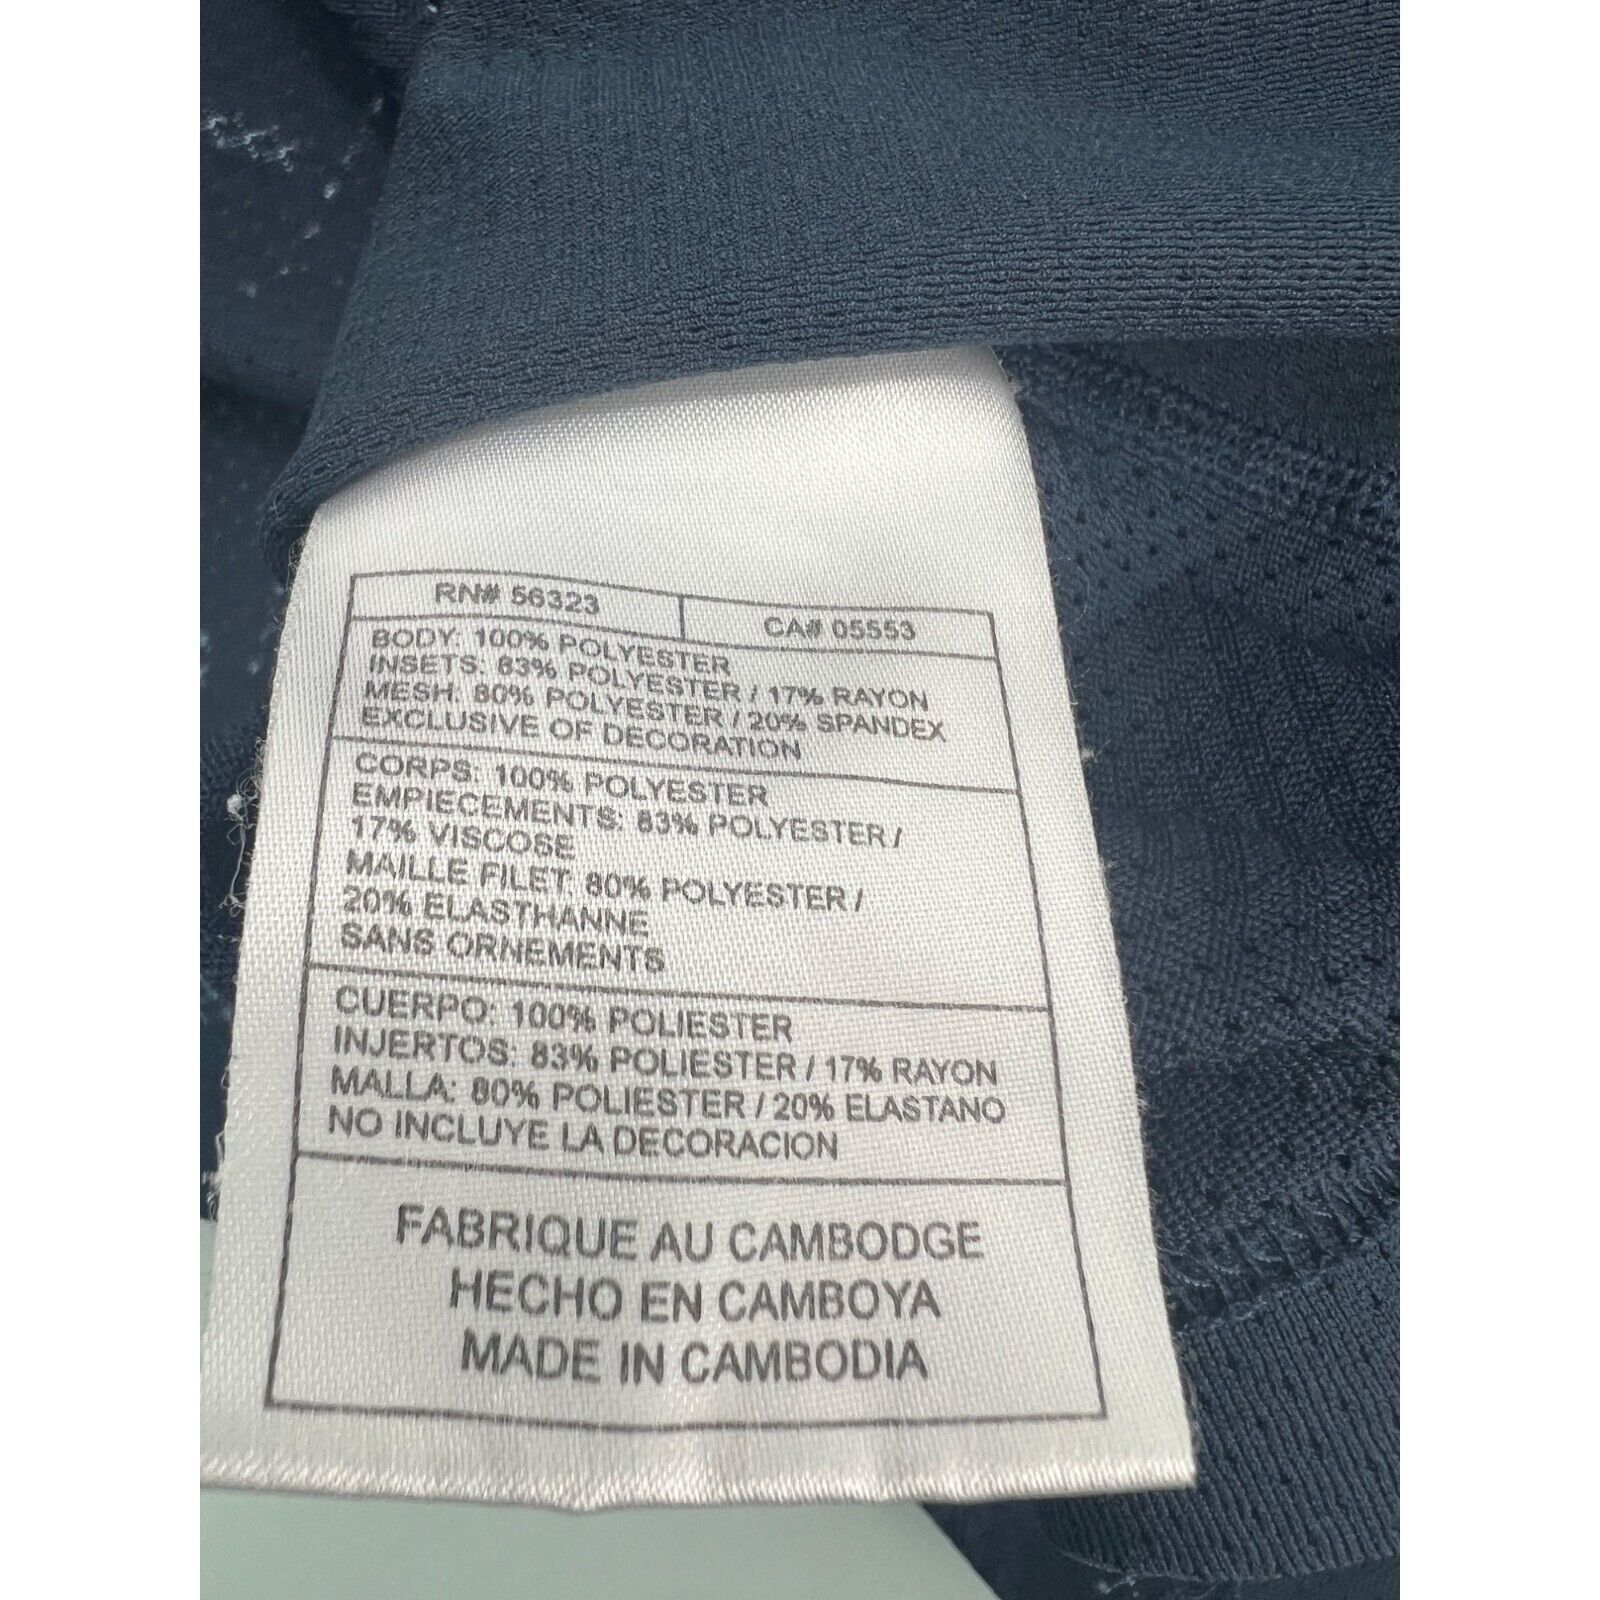 RN# 56323
CA# 05553
BODY: 100% POLYESTER
INSETS: 83% POLYESTER / 17% RAYON
MESH: 80% POLYESTER / 20% SPANDEX
EXCLUSIVE OF DECORATION
CORPS: 100% POLYESTER
EMPIECEMENTS: 83% POLYESTER /
17% VISCOSE
MAILLE FILET: 80% POLYESTER /
20% ELASTHANNE
SANS ORNEMENTS
CUERPO: 100% POLIESTER
INJERTOS: 83% POLIESTER / 17% RAYON
MALLA: 80% POLIESTER / 20% ELASTANO
NO INCLUYE LA DECORACION
FABRIQUE AU CAMBODGE
HECHO EN CAMBOYA
MADE IN CAMBODIA